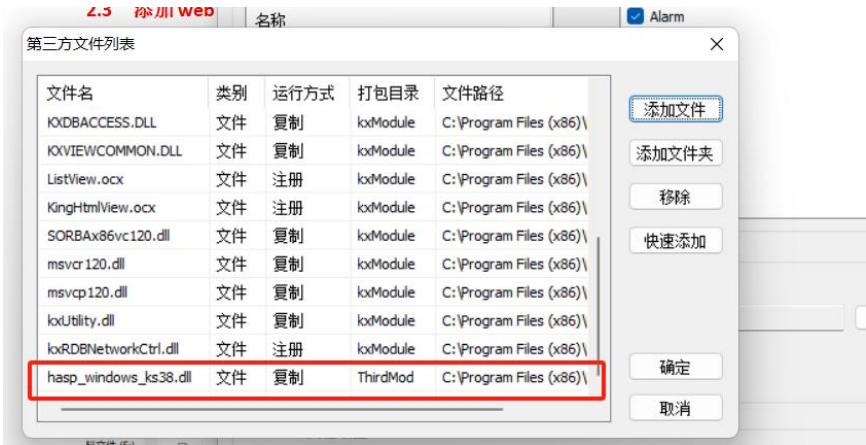 2.3 添加 web
名称
Alarm
第三方文件列表
文件名 类别 运行方式 打包目录 文件路径
KXDBACCESS.DLL 文件 复制 kxModule C:\Program Files (x86)\
KXVIEWCOMMON.DLL 文件 复制 kxModule C:\Program Files (x86)\
ListView.ocx 文件 注册 kxModule C:\Program Files (x86)\
KingHtmlView.ocx 文件 注册 kxModule C:\Program Files (x86)\
SORBAx86vc120.dll 文件 复制 kxModule C:\Program Files (x86)\
msvcr120.dll 文件 复制 kxModule C:\Program Files (x86)\
msvcp120.dll 文件 复制 kxModule C:\Program Files (x86)\
kxUtility.dll 文件 复制 kxModule C:\Program Files (x86)\
kxRDBNetworkCtrl.dll 文件 注册 kxModule C:\Program Files (x86)\
hasp_windows_ks38.dll 文件 复制 ThirdMod C:\Program Files (x86)\
添加文件
添加文件夹
移除
快速添加
确定
取消